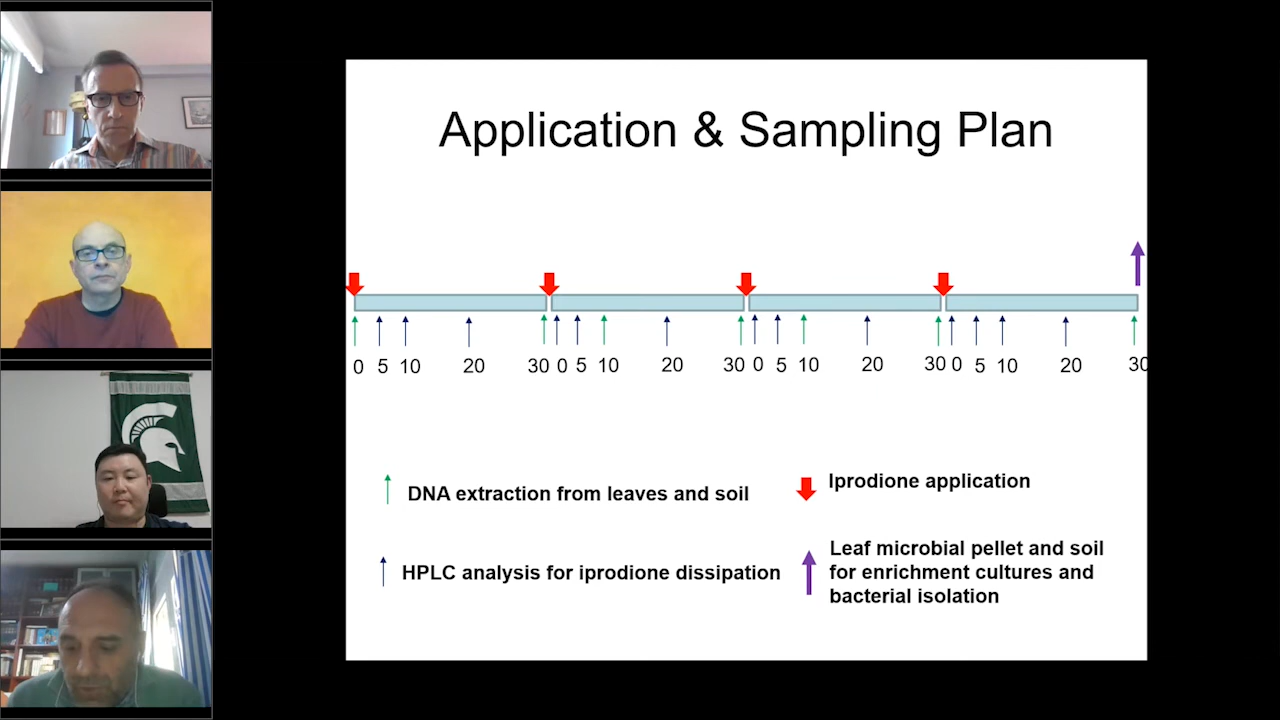 Application & Sampling Plan
0 5 10 20 30 0 5 10 20 30 0 5 10 20 30 0 5 10 20 30
DNA extraction from leaves and soil
Iprodione application
HPLC analysis for iprodione dissipation
Leaf microbial pellet and soil
for enrichment cultures and
bacterial isolation